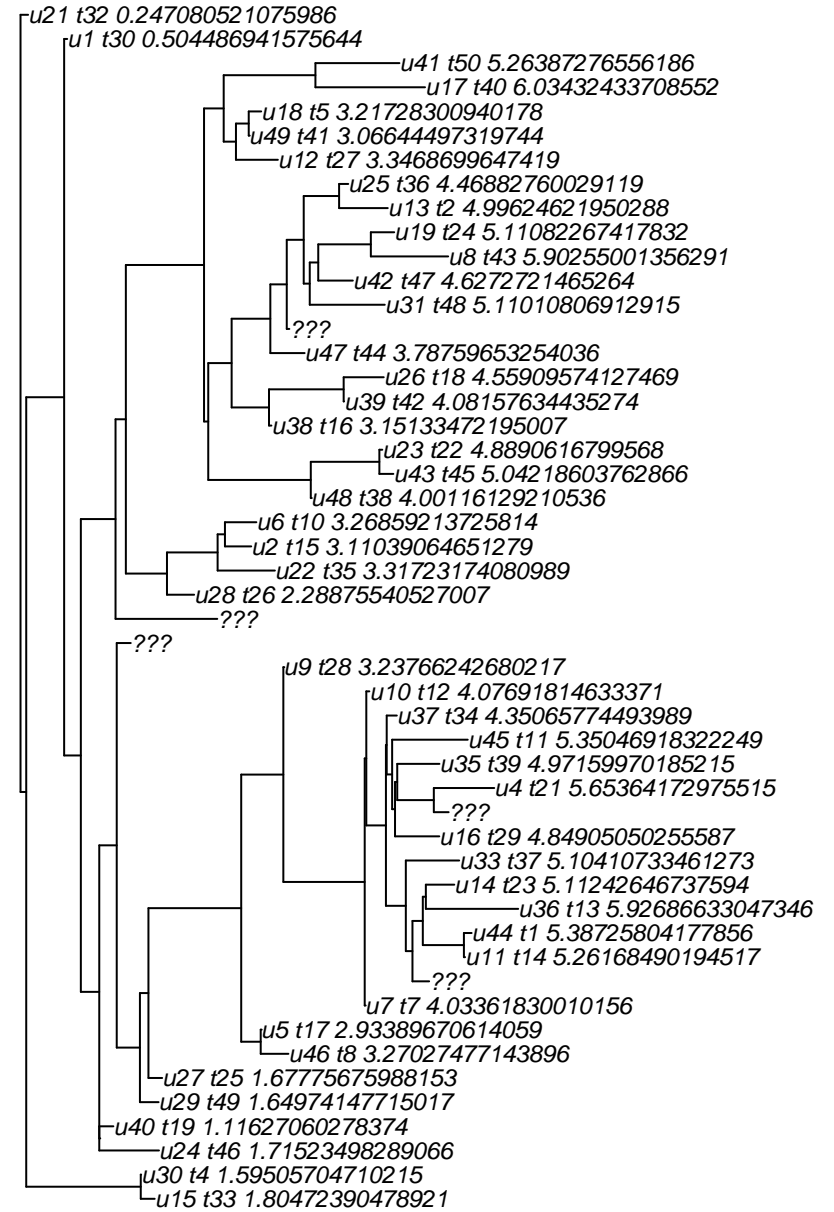 u21 t32 0.247080521075986
u1 t30 0.504486941575644
u41 t50 5.26387276556186
u17 t40 6.03432433708552
u18 t5 3.21728300940178
u49 t41 3.06644497319744
u12 t27 3.3468699647419
u25 t36 4.46882760029119
u13 t2 4.99624621950288
u19 t24 5.11082267417832
u8 t43 5.90255001356291
u42 t47 4.6272721465264
u31 t48 5.11010806912915
???
u47 t44 3.78759653254036
u26 t18 4.55909574127469
u39 t42 4.08157634435274
u38 t16 3.15133472195007
u23 t22 4.8890616799568
u43 t45 5.04218603762866
u48 t38 4.00116129210536
u6 t10 3.26859213725814
u2 t15 3.11039064651279
u22 t35 3.31723174080989
u28 t26 2.28875540527007
???
???
u9 t28 3.23766242680217
u10 t12 4.07691814633371
u37 t34 4.35065774493989
u45 t11 5.35046918322249
u35 t39 4.97159970185215
u4 t21 5.65364172975515
???
u16 t29 4.84905050255587
u33 t37 5.10410733461273
u14 t23 5.11242646737594
u36 t13 5.92686633047346
u44 t1 5.38725804177856
u11 t14 5.26168490194517
???
u7 t7 4.03361830010156
u5 t17 2.93389670614059
u46 t8 3.27027477143896
u27 t25 1.67775675988153
u29 t49 1.64974147715017
u40 t19 1.11627060278374
u24 t46 1.71523498289066
u30 t4 1.59505704710215
u15 t33 1.80472390478921